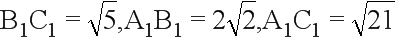 B₁C₁ = √5,A₁B₁ = 2√2,A₁C₁ = √21